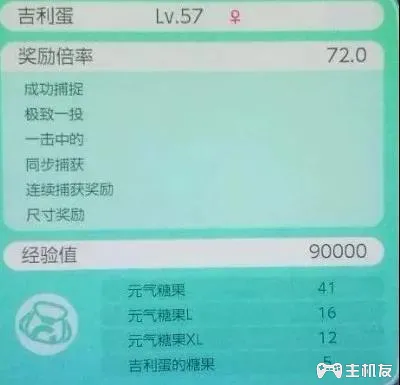 吉利蛋 Lv.57 ♀
奖励倍率 72.0
成功捕捉
极致一投
一击中的
同步捕获
连续捕获奖励
尺寸奖励
经验值 90000
元气糖果 41
元气糖果L 16
元气糖果XL 12
吉利蛋的糖果 5
主机友